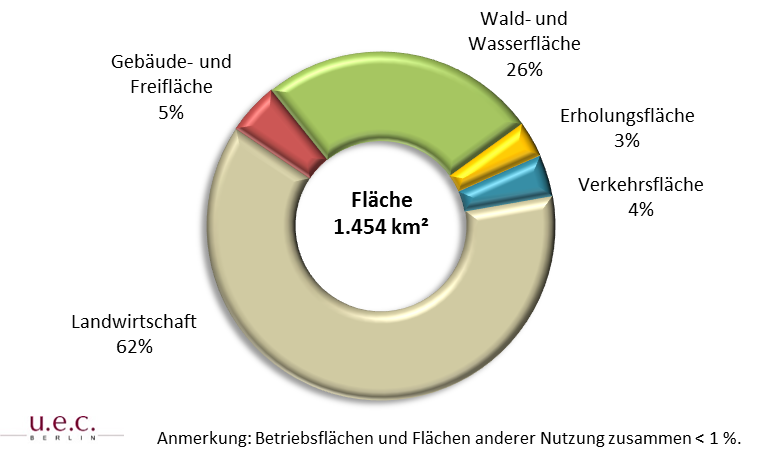 Wald- und
Wasserfläche
26%
Gebäude- und
Freifläche
5%
Erholungsfläche
3%
Verkehrsfläche
4%
Fläche
1.454 km²
Landwirtschaft
62%
u.e.c.
BERLIN
Anmerkung: Betriebsflächen und Flächen anderer Nutzung zusammen < 1 %.